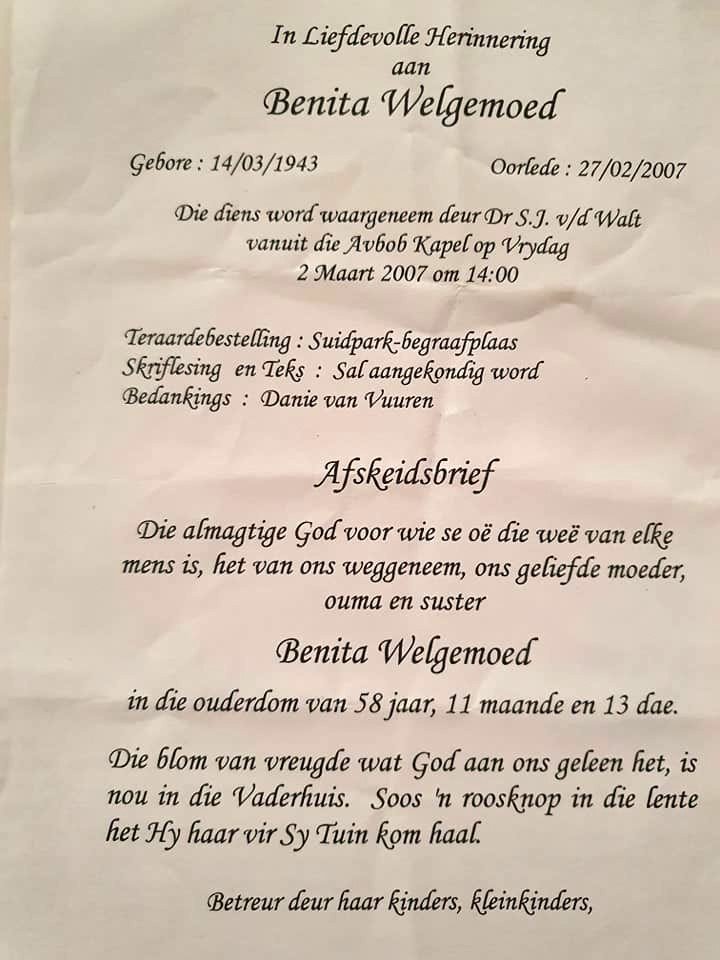 In Liefdevolle Herinnering
aan
Benita Welgemoed
Gebore : 14/03/1943 Oorlede : 27/02/2007
Die diens word waargeneem deur Dr S.J. v/d Walt
vanuit die Avbob Kapel op Vrydag
2 Maart 2007 om 14:00
Teraardebestelling : Suidpark-begraafplaas
Skriflesing en Teks : Sal aangekondig word
Bedankings : Danie van Vuuren
Afskeidsbrief
Die almagtige God voor wie se oë die weë van elke
mens is, het van ons weggeneem, ons geliefde moeder,
ouma en suster
Benita Welgemoed
in die ouderdom van 58 jaar, 11 maande en 13 dae.
Die blom van vreugde wat God aan ons geleen het, is
nou in die Vaderhuis. Soos 'n roosknop in die lente
het Hy haar vir Sy Tuin kom haal.
Betreur deur haar kinders, kleinkinders,